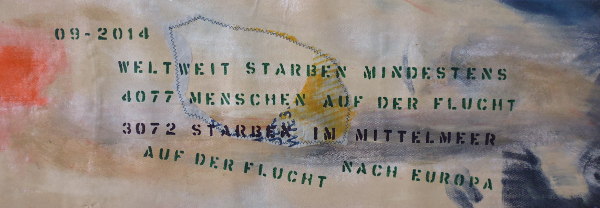 09-2014
WELTWEIT STARBEN MINDESTENS
4077 MENSCHEN AUF DER FLUCHT
3072 STARBEN IM MITTELMEER
AUF DER FLUCHT NACH EUROPA